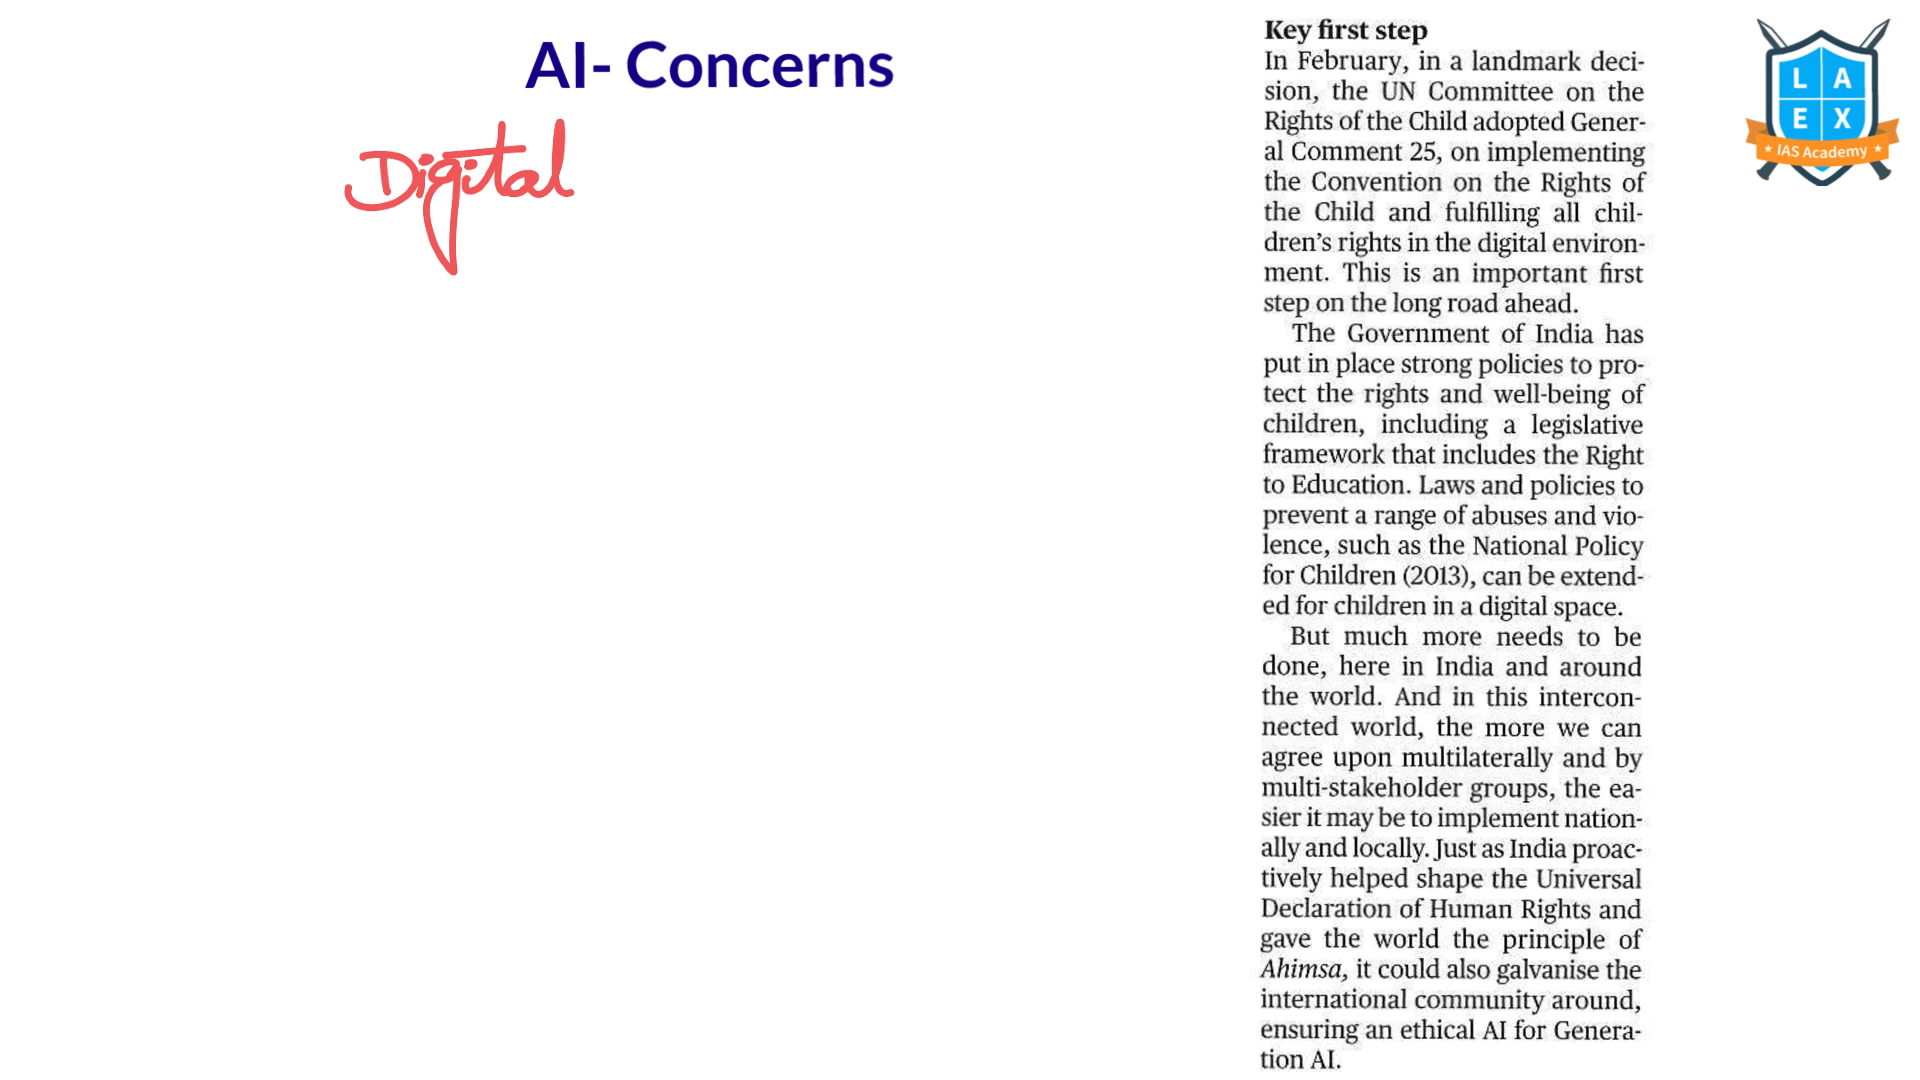 AI- Concerns
Digital
Key first step
In February, in a landmark deci-
sion, the UN Committee on the
Rights of the Child adopted Gener-
al Comment 25, on implementing
the Convention on the Rights of
the Child and fulfilling all chil-
dren's rights in the digital environ-
ment. This is an important first
step on the long road ahead.
The Government of India has
put in place strong policies to pro-
tect the rights and well-being of
children, including a legislative
framework that includes the Right
to Education. Laws and policies to
prevent a range of abuses and vio-
lence, such as the National Policy
for Children (2013), can be extend-
ed for children in a digital space.
But much more needs to be
done, here in India and around
the world. And in this intercon-
nected world, the more we can
agree upon multilaterally and by
multi-stakeholder groups, the ea-
sier it may be to implement nation-
ally and locally. Just as India proac-
tively helped shape the Universal
Declaration of Human Rights and
gave the world the principle of
Ahimsa, it could also galvanise the
international community around,
ensuring an ethical AI for Genera-
tion AI.
L A
E X
IAS Academy